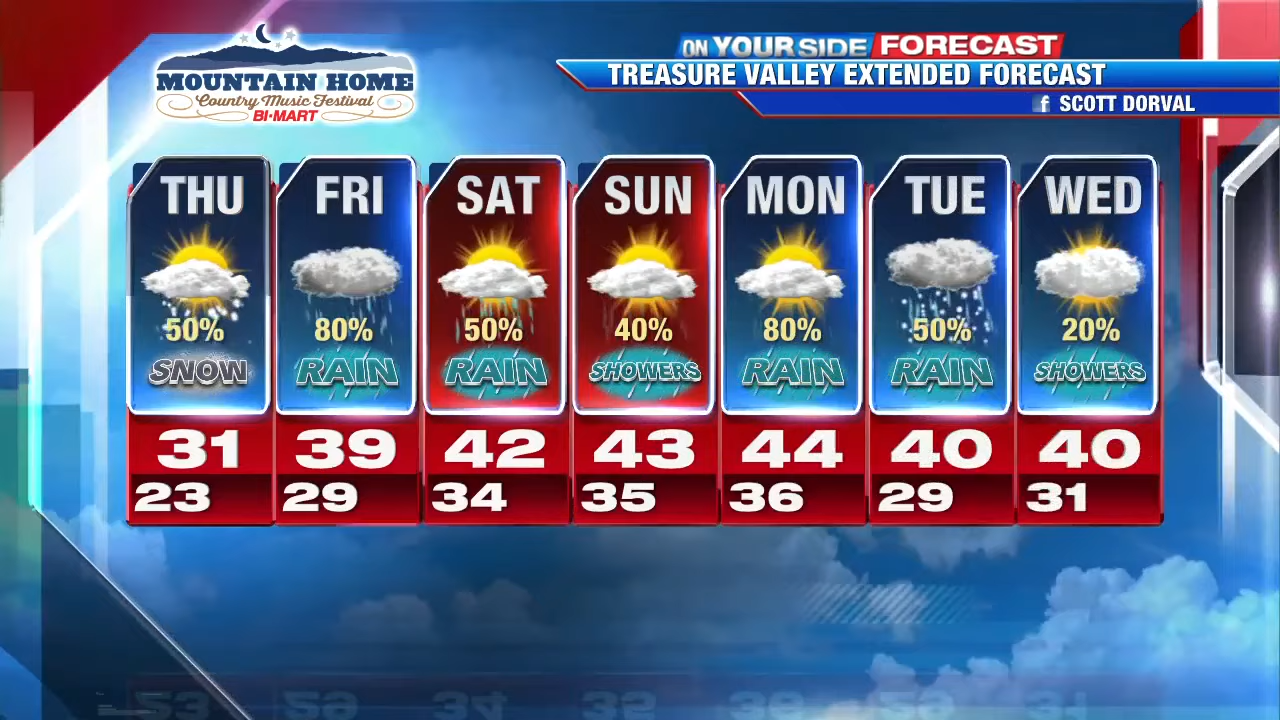 MOUNTAIN HOME
Country Music Festival
BI-MART
ON YOUR SIDE FORECAST
TREASURE VALLEY EXTENDED FORECAST
f SCOTT DORVAL
THU FRI SAT SUN MON TUE WED
50% 80% 50% 40% 80% 50% 20%
SNOW RAIN RAIN SHOWERS RAIN RAIN SHOWERS
31 39 42 43 44 40 40
23 29 34 35 36 29 31